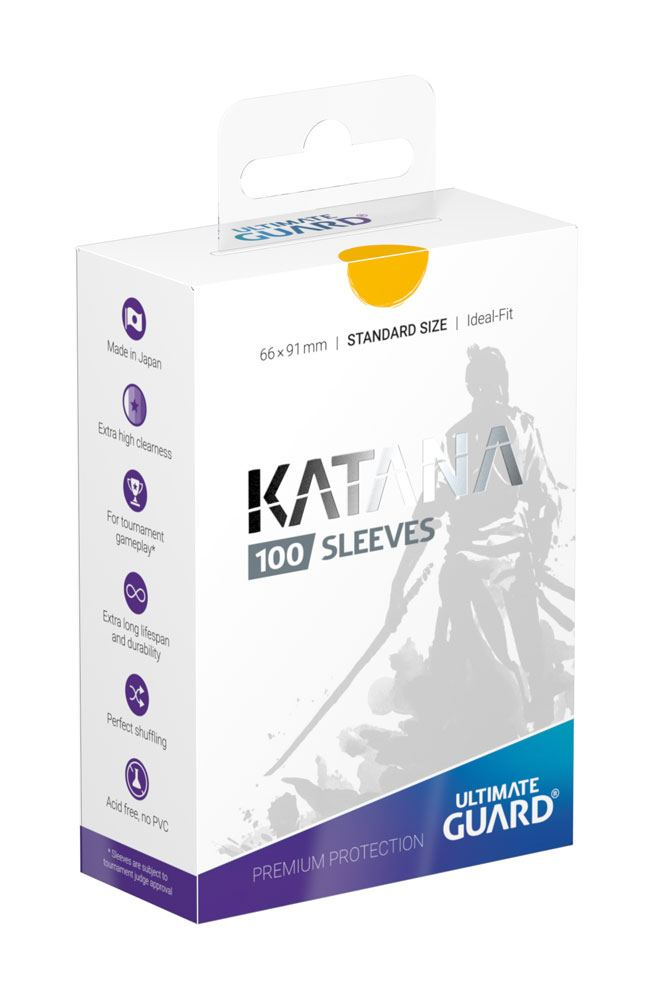 ULTIMATE
GUARD®
66 x 91 mm | STANDARD SIZE | Ideal-Fit
KATANA
100 SLEEVES
Made in Japan
Extra high clearness
For tournament
gameplay*
Extra long lifespan
and durability
Perfect shuffling
Acid free, no PVC
* Sleeves are subject to
tournament judge approval
PREMIUM PROTECTION
ULTIMATE
GUARD®